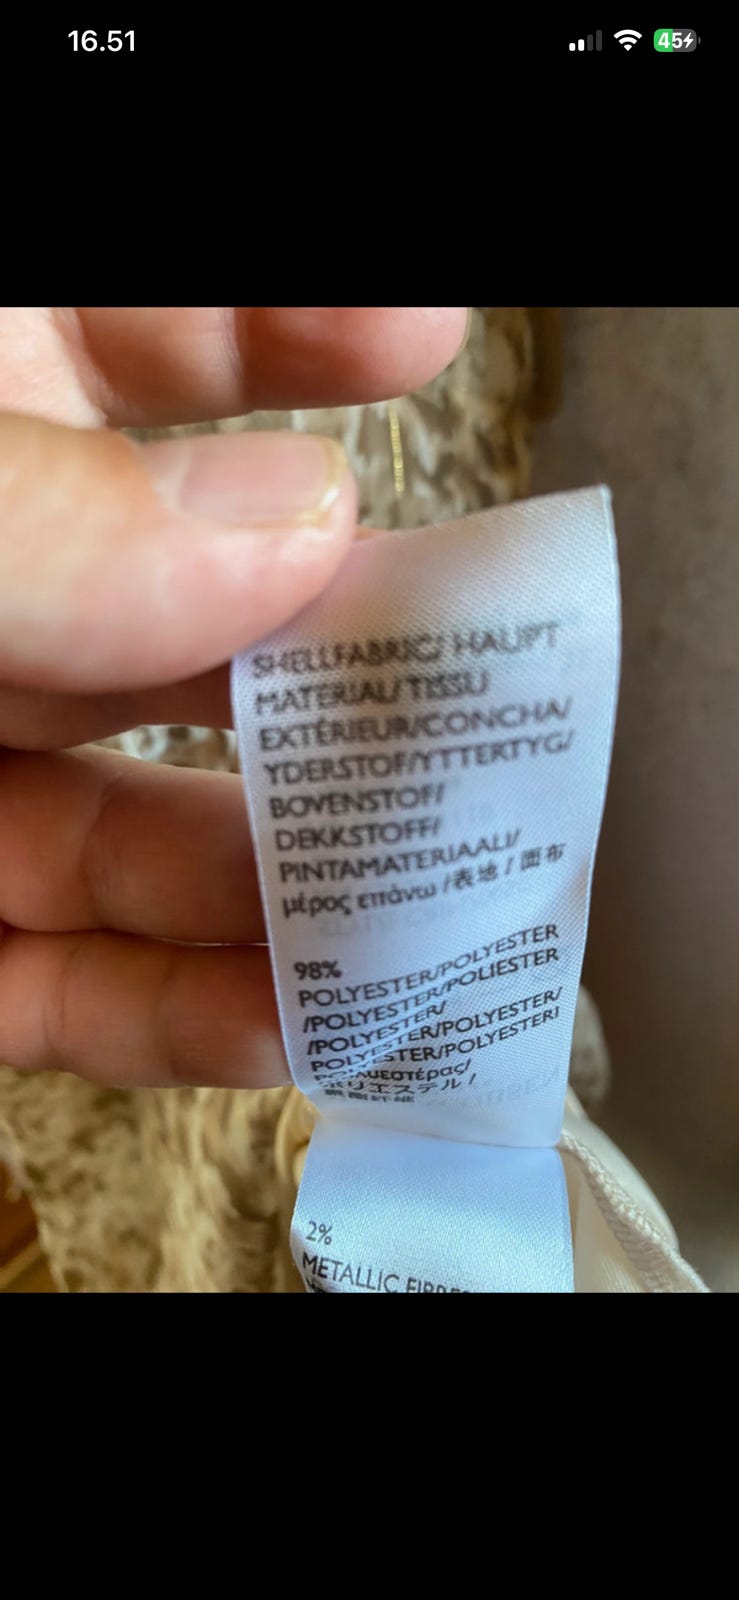 16.51
45
SHELLFABRIC/ HAUPT
MATERIAL/ TISSU
EXTÉRIEUR/CONCHA/
YDERSTOF/YTTERTYG/
BOVENSTOF/
DEKKSTOFF/
PINTAMATERIAALI/
μέρος επάνω /表地 / 面布
98%
POLYESTER/POLYESTER
/POLYESTER/POLIESTER
/POLYESTER/
POLYESTER/POLYESTER/
POLYESTER/POLYESTERI
ポリエステル /
2%
METALLIC